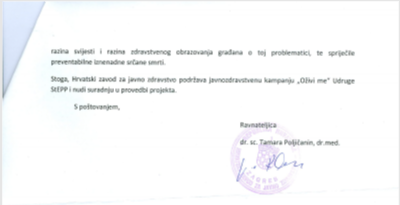 razina svijesti i razina zdravstvenog obrazovanja građana o toj problematici, te spriječile
preventabilne iznenadne srčane smrti.
Stoga, Hrvatski zavod za javno zdravstvo podržava javnozdravstvenu kampanju „Oživi me" Udruge
StEPP i nudi suradnju u provedbi projekta.
S poštovanjem,
Ravnateljica
dr. sc. Tamara Poljičanin, dr.med.
ZAGREB